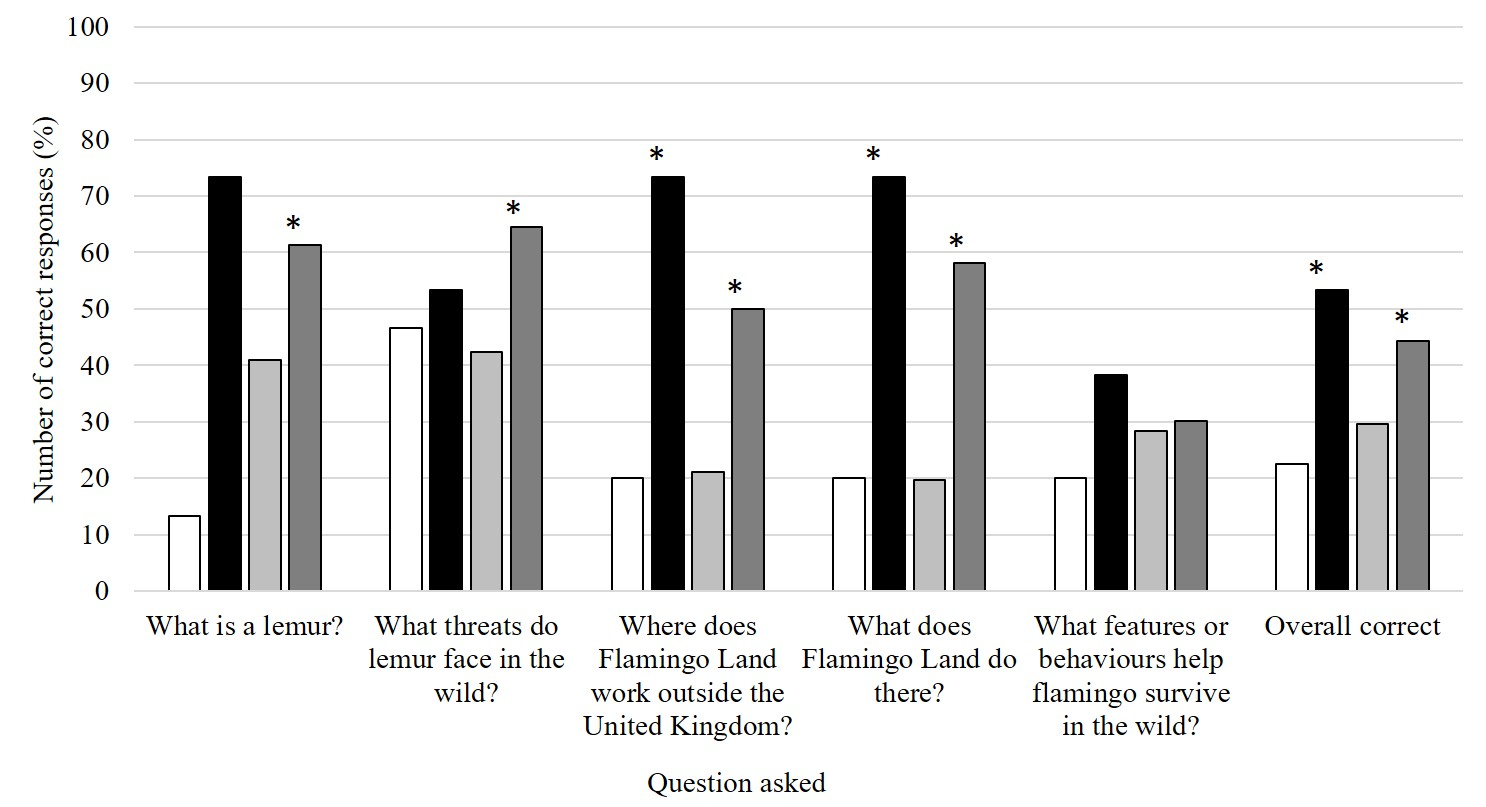 100
90
80
70
60
50
40
30
20
10
0
Number of correct responses (%)
* * * * * * * *
What is a lemur?
What threats do
lemur face in the
wild?
Where does
Flamingo Land
work outside the
United Kingdom?
What does
Flamingo Land do
there?
What features or
behaviours help
flamingo survive
in the wild?
Overall correct
Question asked